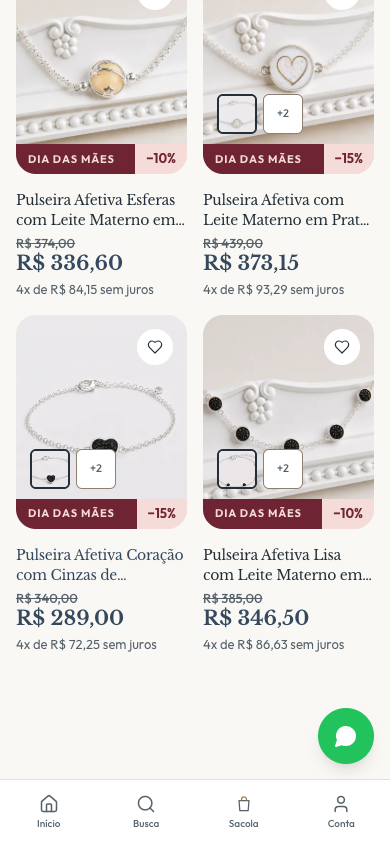 DIA DAS MÃES
−10%
+2
DIA DAS MÃES
−15%
Pulseira Afetiva Esferas
com Leite Materno em...
R$ 374,00
R$ 336,60
4x de R$ 84,15 sem juros
Pulseira Afetiva com
Leite Materno em Prat...
R$ 439,00
R$ 373,15
4x de R$ 93,29 sem juros
+2
DIA DAS MÃES
−15%
+2
DIA DAS MÃES
−10%
Pulseira Afetiva Coração
com Cinzas de...
R$ 340,00
R$ 289,00
4x de R$ 72,25 sem juros
Pulseira Afetiva Lisa
com Leite Materno em...
R$ 385,00
R$ 346,50
4x de R$ 86,63 sem juros
Início
Busca
Sacola
Conta